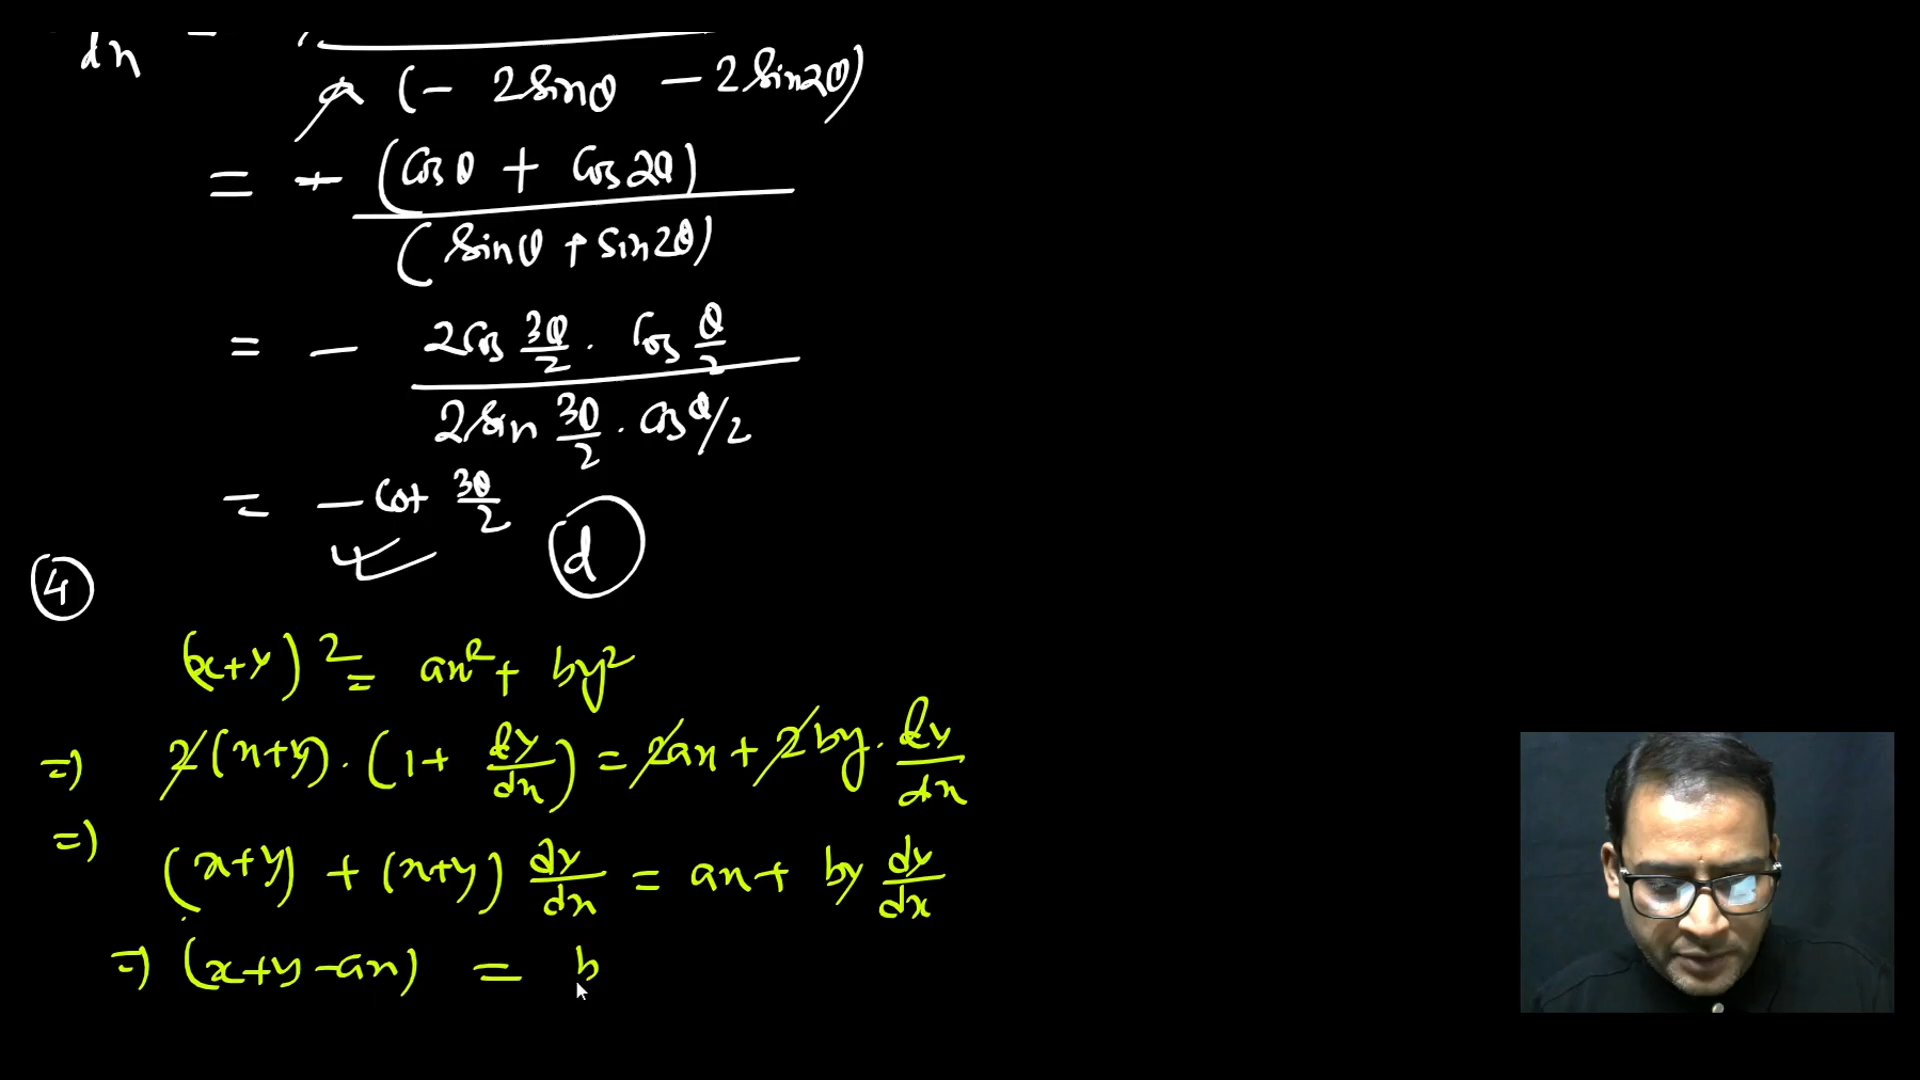 dx =
a (- 2sinθ - 2sin2θ)
= + (cosθ + cos2θ)
(sinθ + sin2θ)
= - 2cos 3θ/2 . cos θ/2
2sin 3θ/2 . cos θ/2
= - cot 3θ/2 d
4
(x+y)² = ax² + by²
=) 2(x+y) . (1 + dy/dx) = 2ax + 2by . dy/dx
=) (x+y) + (x+y) dy/dx = ax + by dy/dx
=) (x+y-ax) = b